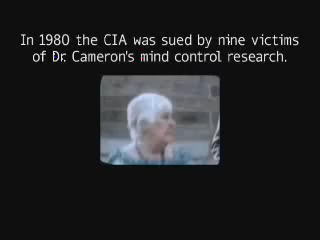 In 1980 the CIA was sued by nine victims
of Dr. Cameron's mind control research.